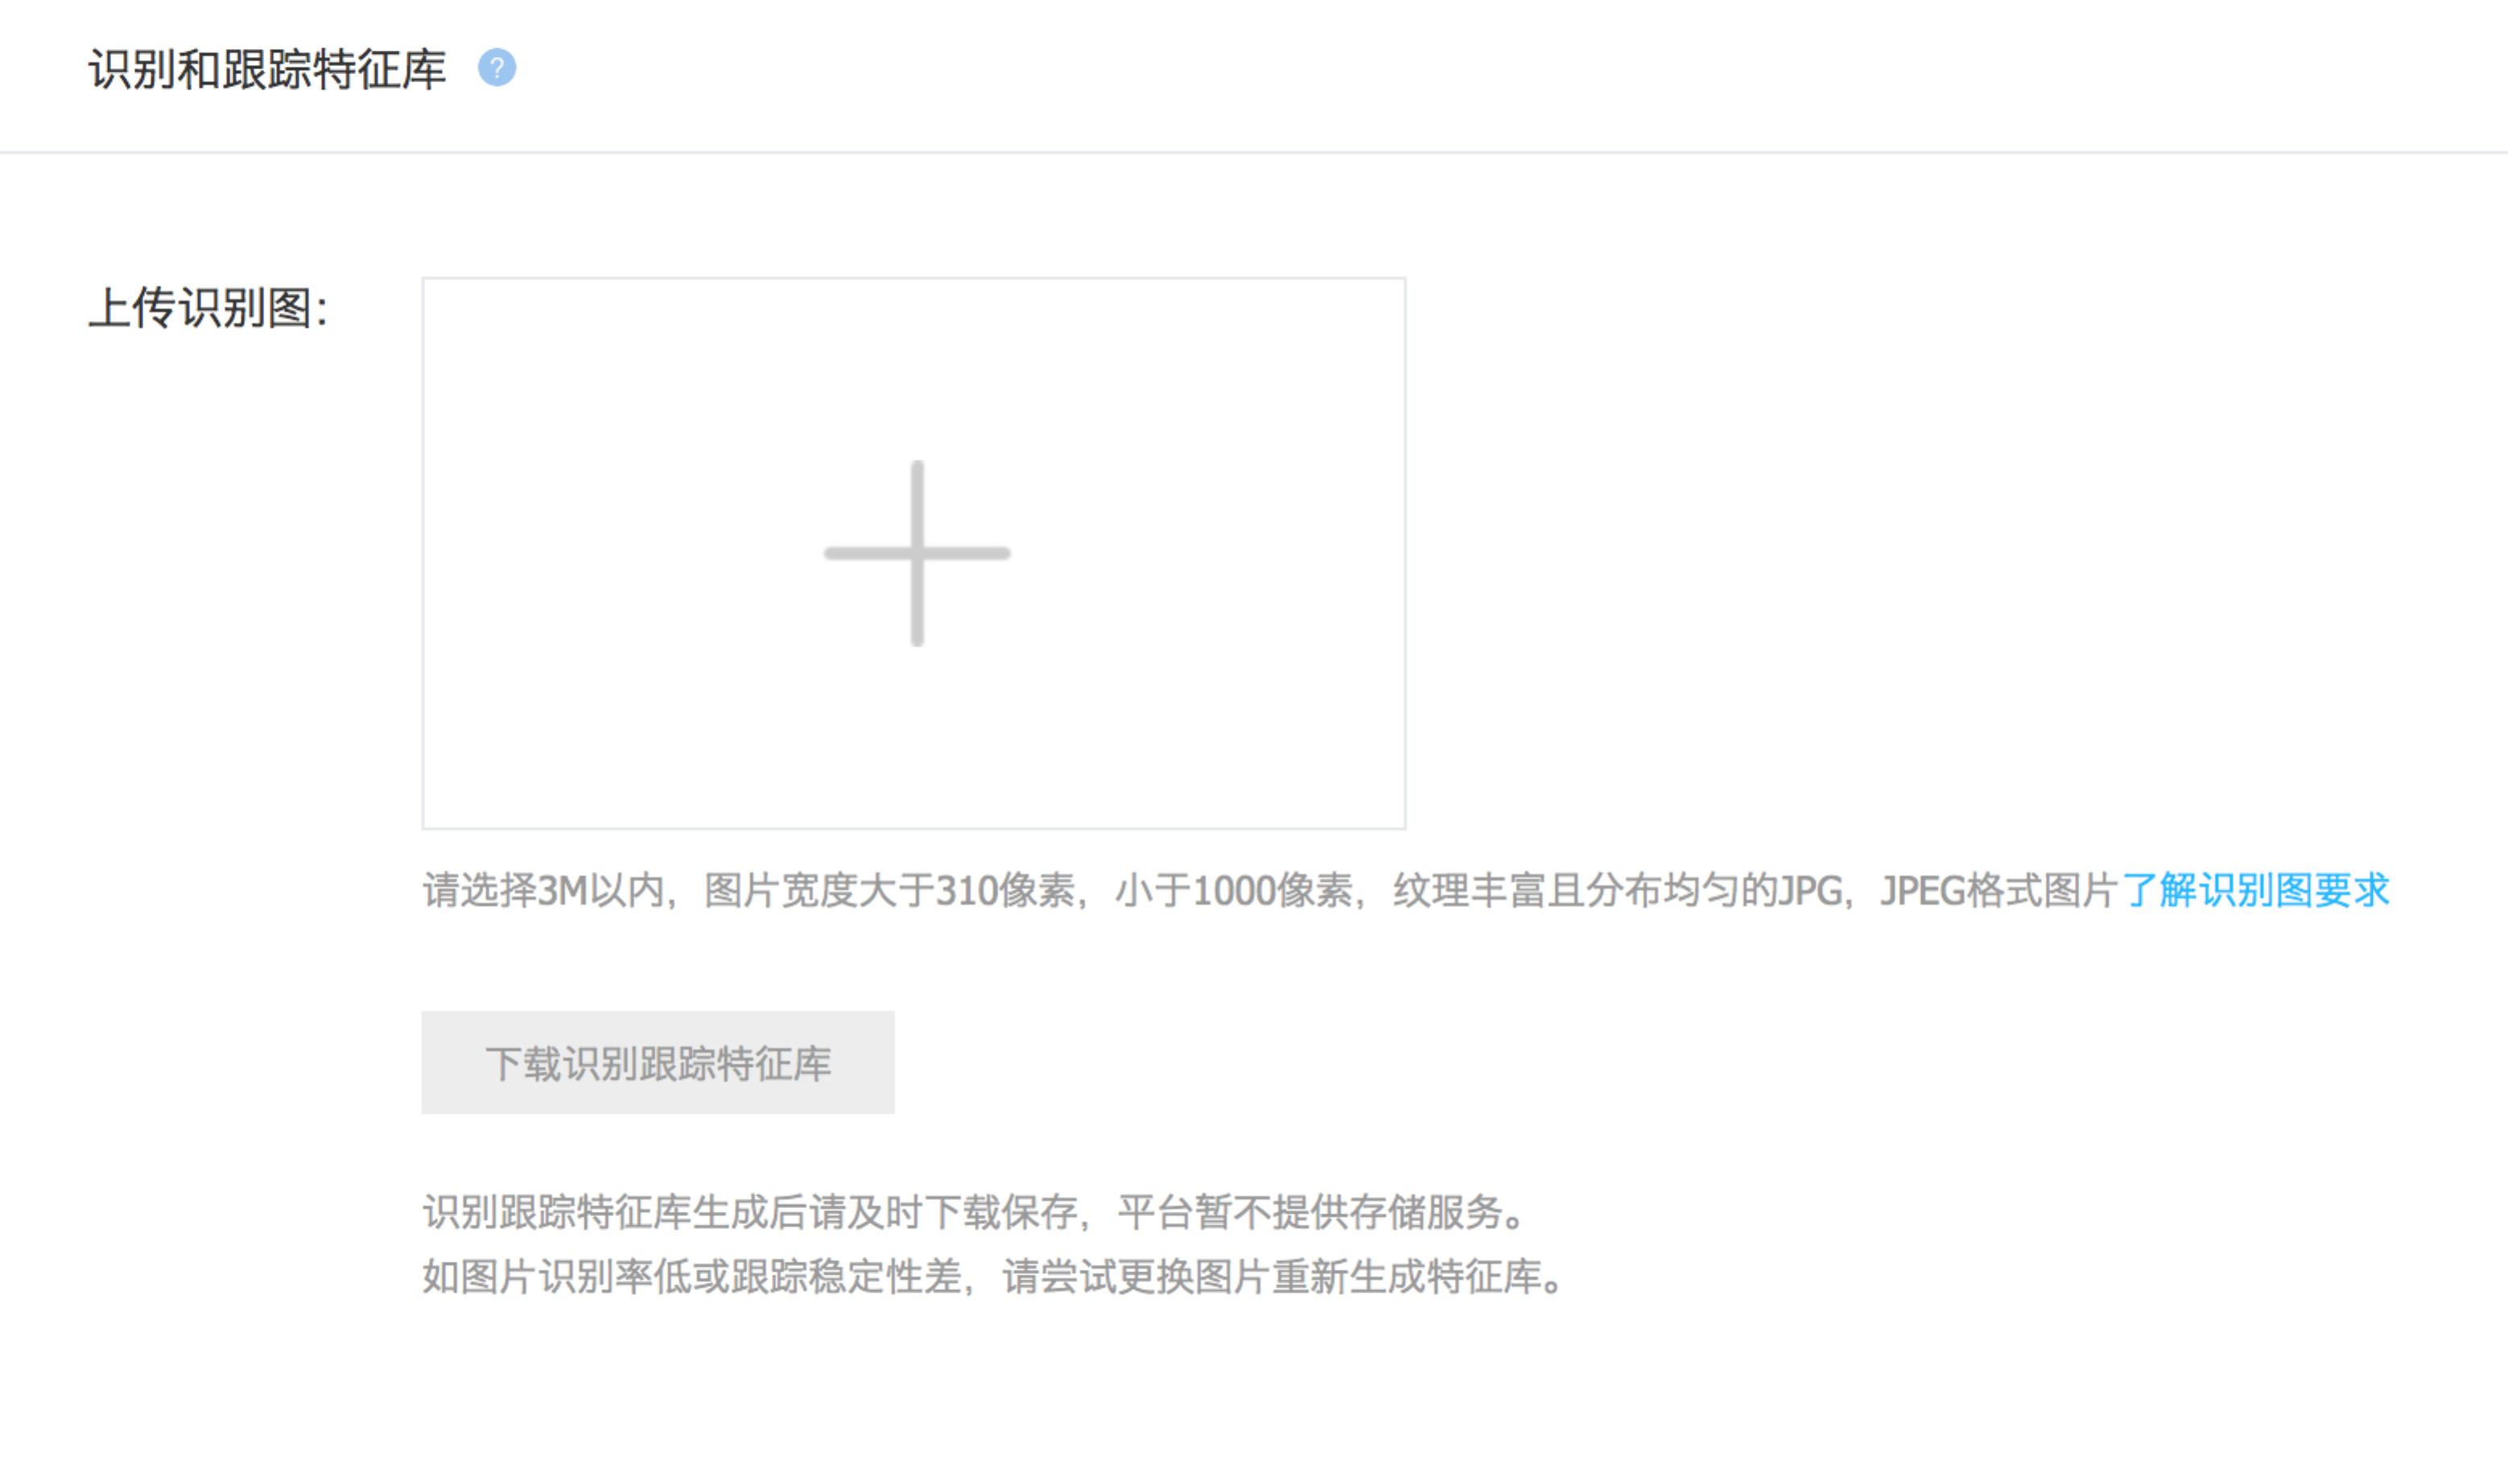 识别和跟踪特征库 ?
上传识别图：
请选择3M以内，图片宽度大于310像素，小于1000像素，纹理丰富且分布均匀的JPG，JPEG格式图片了解识别图要求
下载识别跟踪特征库
识别跟踪特征库生成后请及时下载保存，平台暂不提供存储服务。
如图片识别率低或跟踪稳定性差，请尝试更换图片重新生成特征库。